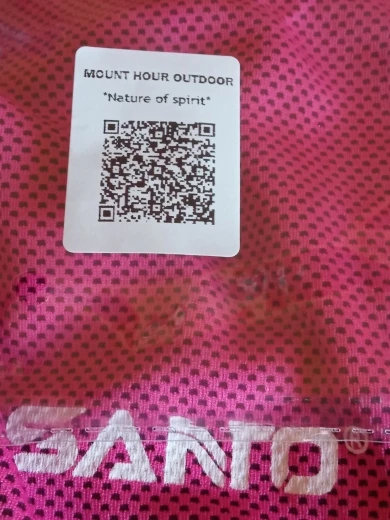 MOUNT HOUR OUTDOOR
*Nature of spirit*
SANTO®